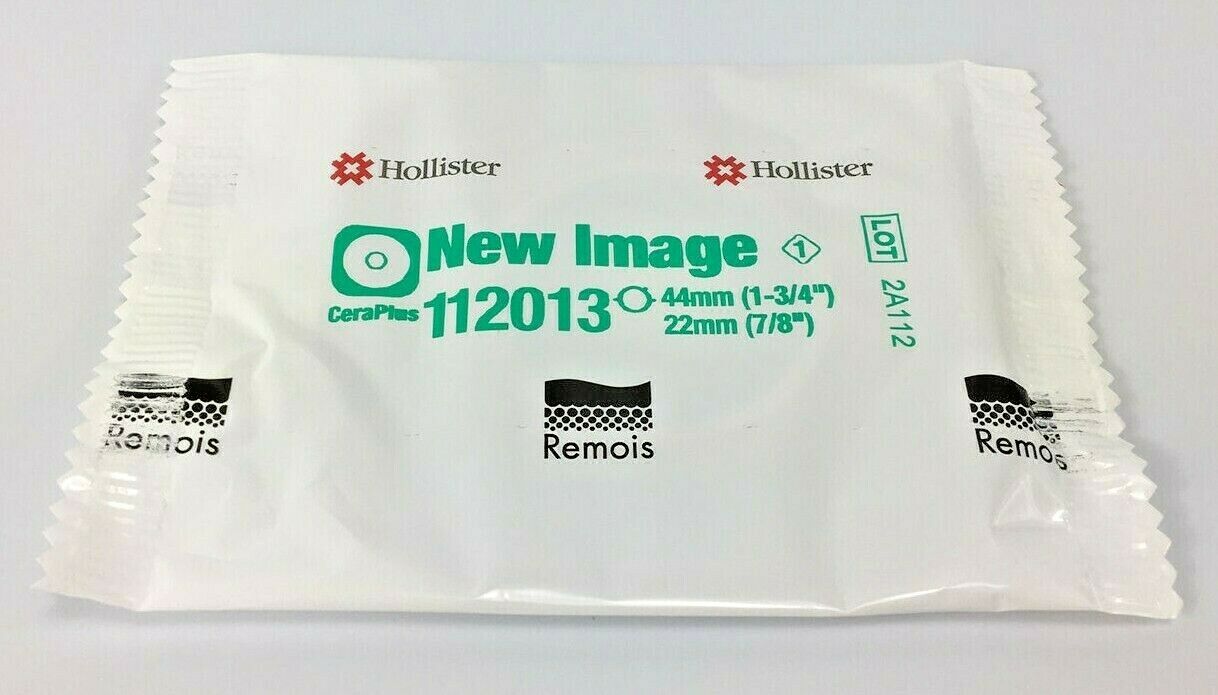 Hollister
Hollister
New Image
1
CeraPlus
112013
44mm (1-3/4")
22mm (7/8")
LOT
2A112
Remois
Remois
Remois